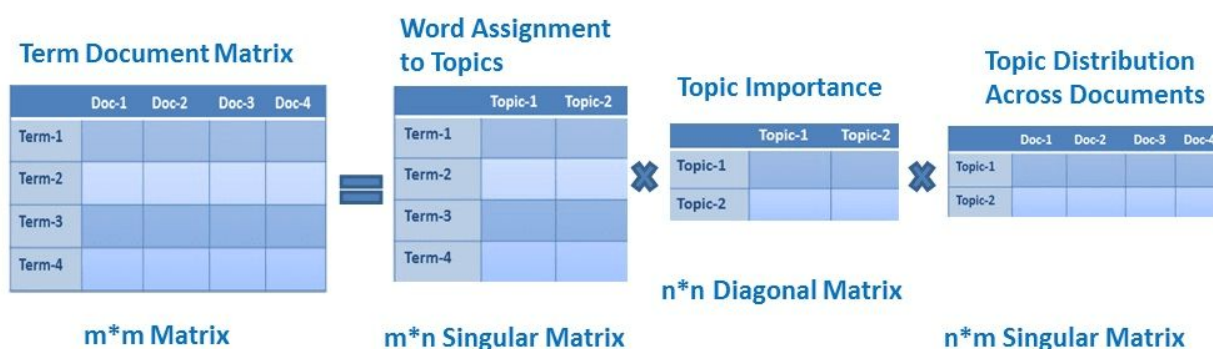 Term Document Matrix
Doc-1 Doc-2 Doc-3 Doc-4
Term-1
Term-2
Term-3
Term-4
m*m Matrix
Word Assignment
to Topics
Topic-1 Topic-2
Term-1
Term-2
Term-3
Term-4
m*n Singular Matrix
Topic Importance
Topic-1 Topic-2
Topic-1
Topic-2
n*n Diagonal Matrix
Topic Distribution
Across Documents
Doc-1 Doc-2 Doc-3 Doc-4
Topic-1
Topic-2
n*m Singular Matrix